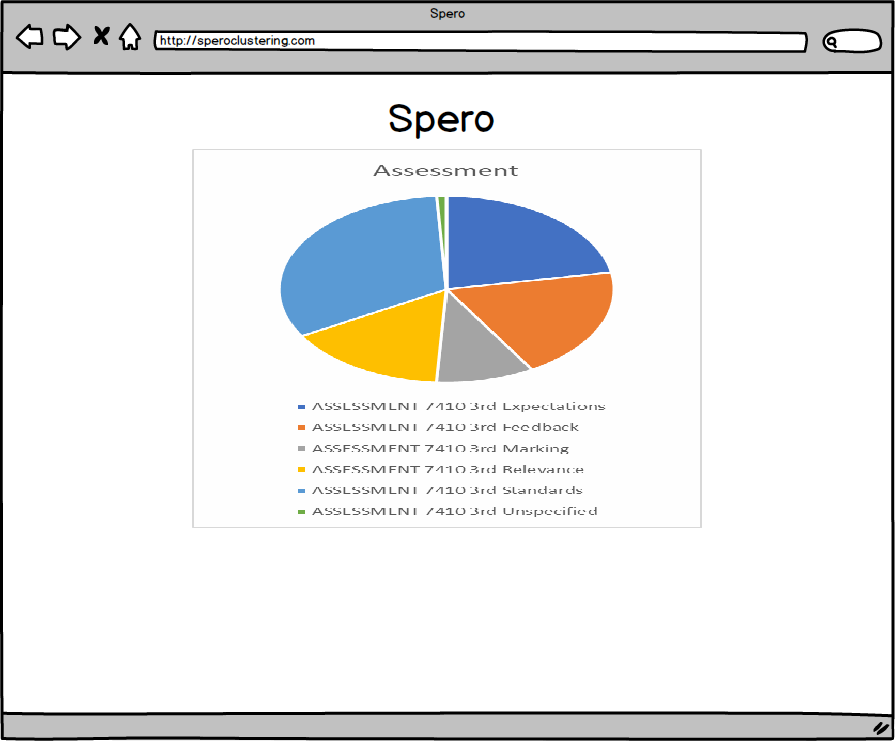 Spero
http://speroclustering.com
Spero
Assessment
ASSESSMENT 7410 3rd Expectations
ASSESSMENT 7410 3rd Feedback
ASSESSMENT 7410 3rd Marking
ASSESSMENT 7410 3rd Relevance
ASSESSMENT 7410 3rd Standards
ASSESSMENT 7410 3rd Unspecified